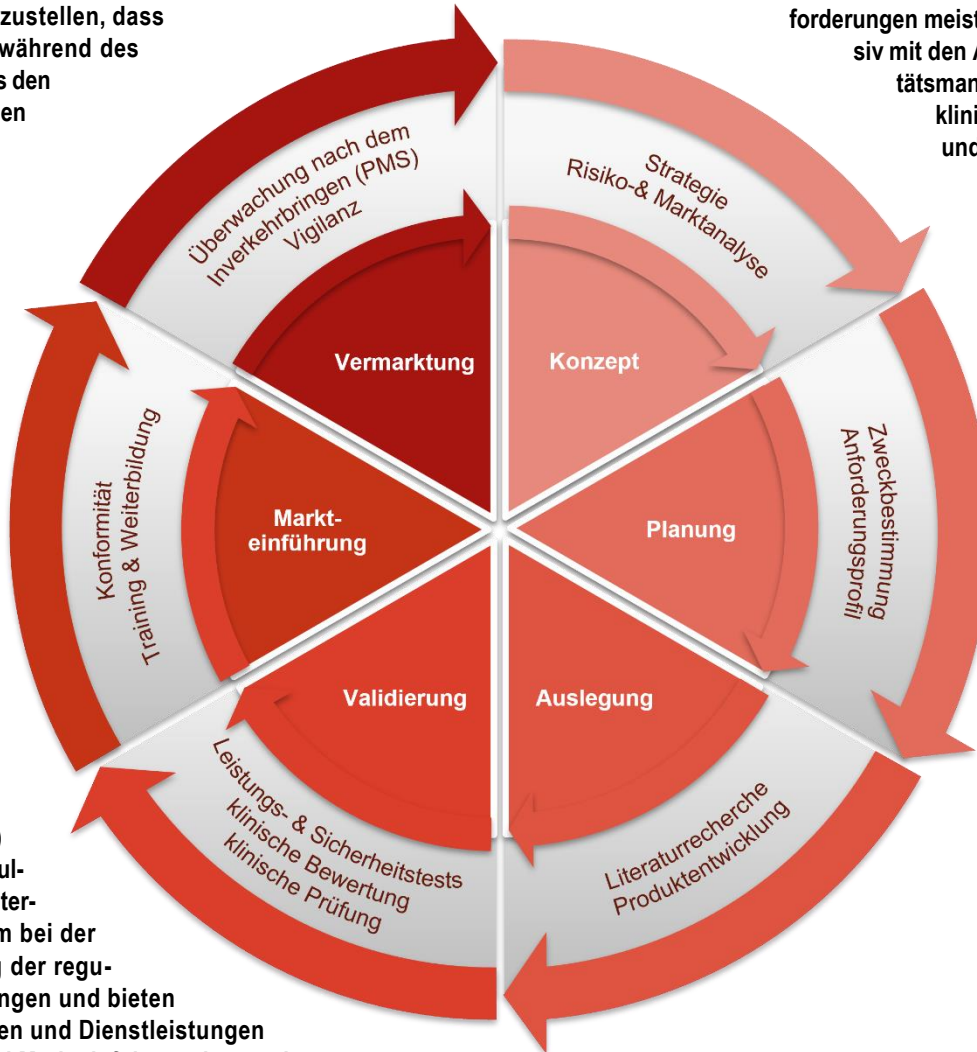 zustellen, dass
während des
s den
en
forderungen meist
siv mit den
tätsman
klini
und
Überwachung nach dem
Inverkehrbringen (PMS)
Vigilanz
Strategie
Risiko-& Marktanalyse
Vermarktung
Konzept
Zweckbestimmung
Anforderungsprofil
Planung
Auslegung
Literaturrecherche
Produktentwicklung
Validierung
Leistungs- & Sicherheitstests
klinische Bewertung
klinische Prüfung
Markt-
einführung
Konformität
Training & Weiterbildung
)
ul-
ter-
m bei der
g der regu-
ngen und bieten
en und Dienstleistungen